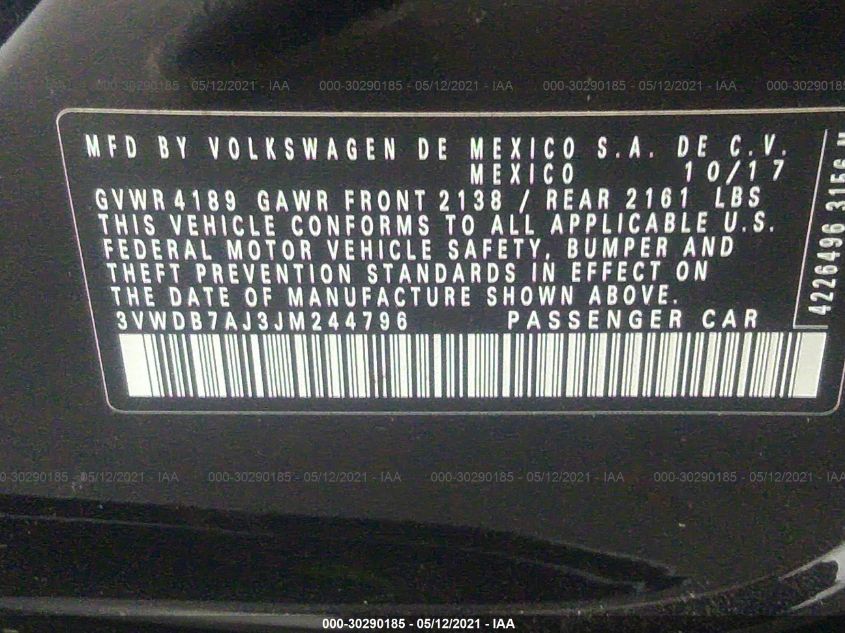 000-30290185 - 05/12/2021 - IAA 000-30290185 - 05/12/2021 - IAA 000-30290185 - 05/12/2021 - IAA
MFD BY VOLKSWAGEN DE MEXICO S.A. DE C.V.
MEXICO 10/17
GVWR 4189 GAWR FRONT 2138 / REAR 2161 LBS
THIS VEHICLE CONFORMS TO ALL APPLICABLE U.S.
FEDERAL MOTOR VEHICLE SAFETY, BUMPER AND
THEFT PREVENTION STANDARDS IN EFFECT ON
THE DATE OF MANUFACTURE SHOWN ABOVE.
3VWDB7AJ3JM244796 PASSENGER CAR
4226496 3156
000-30290185 - 05/12/2021 - IAA 000-30290185 - 05/12/2021 - IAA 000-30290185 - 05/12/2021 - IAA
000-30290185 - 05/12/2021 - IAA